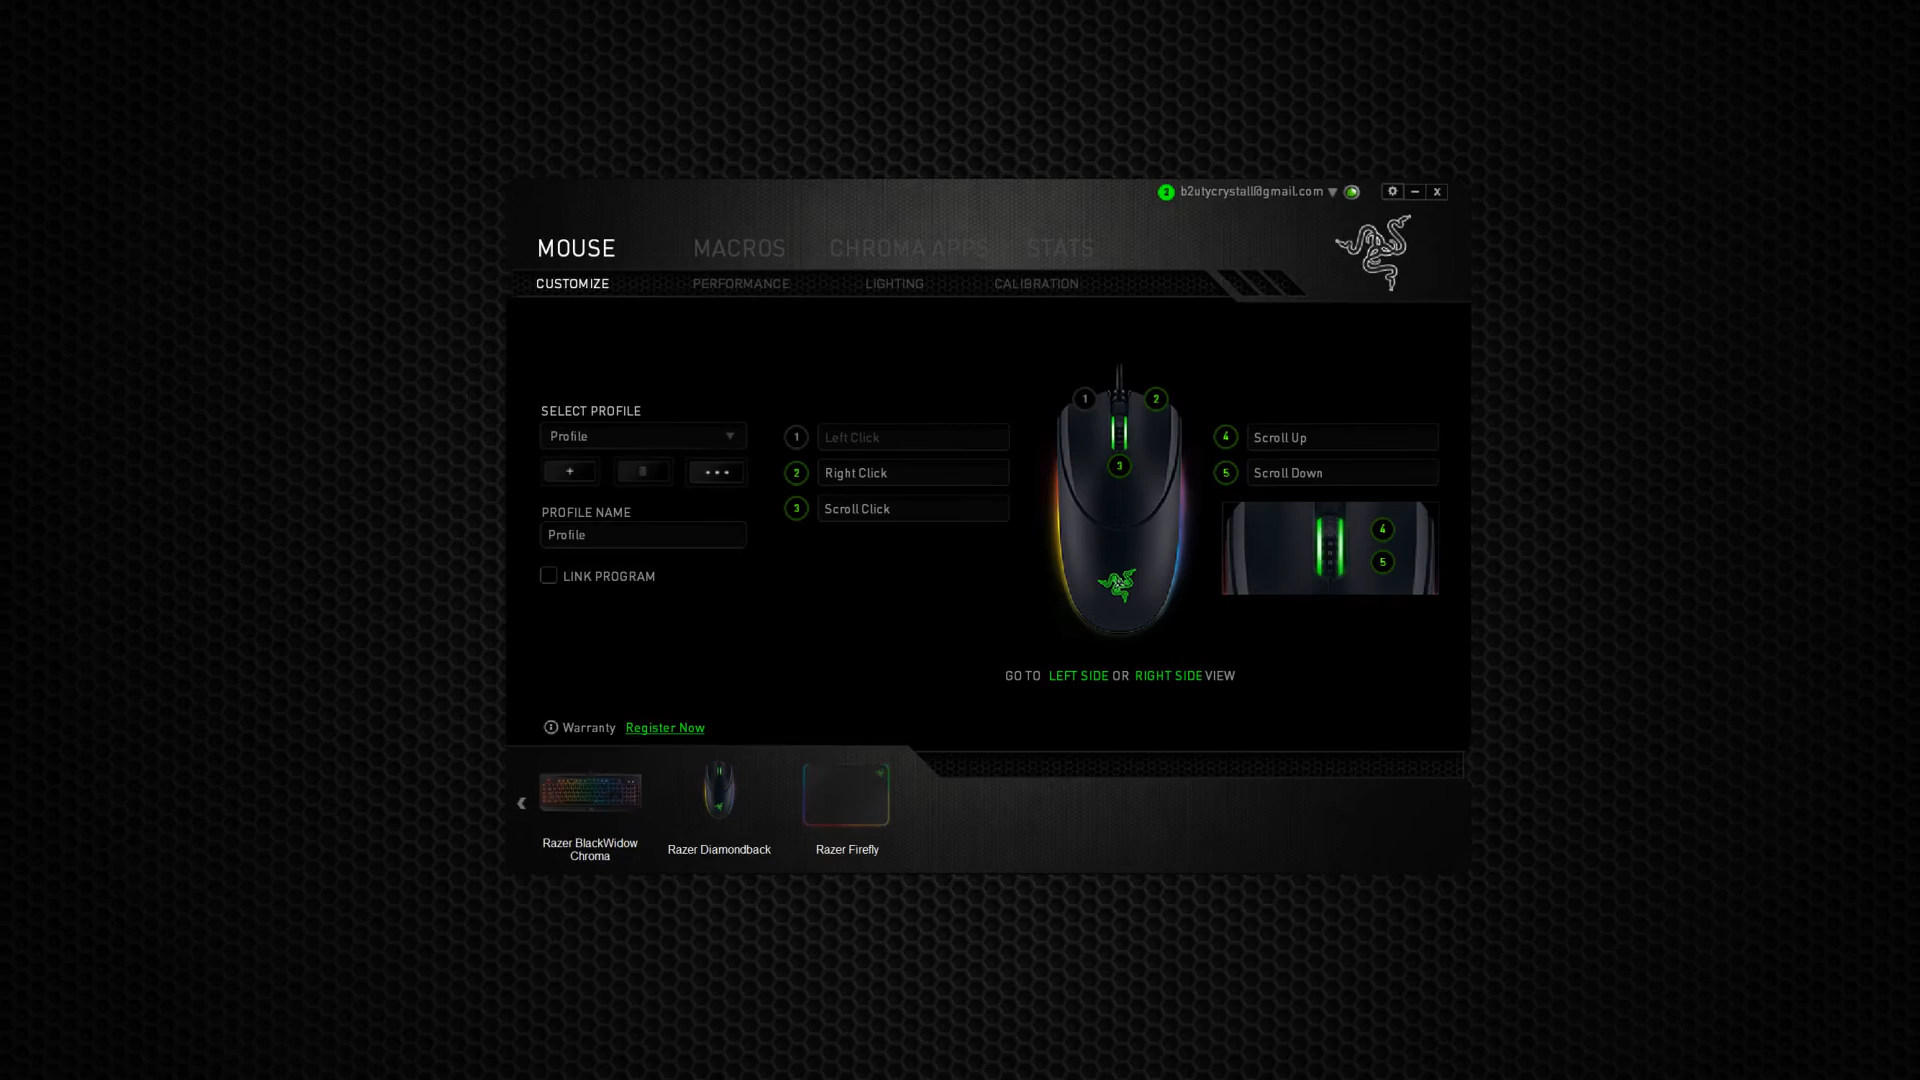 2 b2utycrystall@gmail.com
MOUSE MACROS CHROMA APPS STATS
CUSTOMIZE PERFORMANCE LIGHTING CALIBRATION
SELECT PROFILE
Profile
+ •••
PROFILE NAME
Profile
LINK PROGRAM
1 Left Click
2 Right Click
3 Scroll Click
1 2
3
4 Scroll Up
5 Scroll Down
4
5
GO TO LEFT SIDE OR RIGHT SIDE VIEW
Warranty Register Now
Razer BlackWidow
Chroma
Razer Diamondback
Razer Firefly